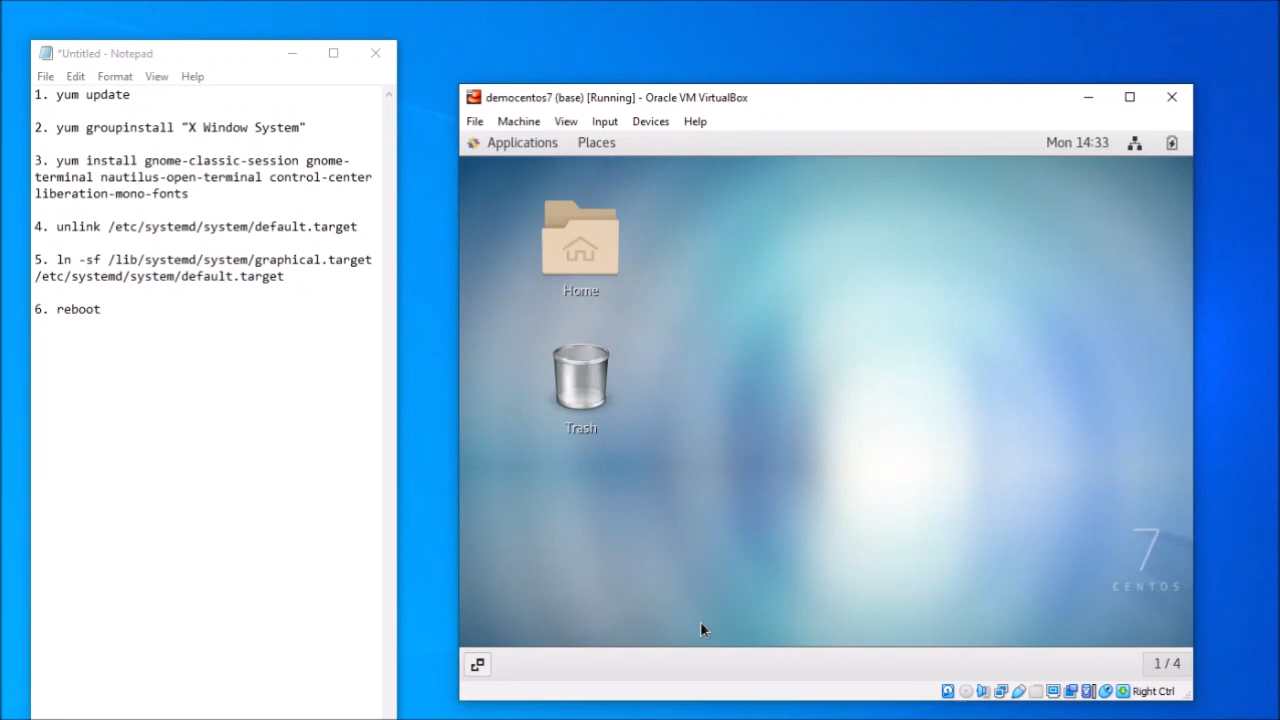 *Untitled - Notepad
File Edit Format View Help
1. yum update
2. yum groupinstall "X Window System"
3. yum install gnome-classic-session gnome-
terminal nautilus-open-terminal control-center
liberation-mono-fonts
4. unlink /etc/systemd/system/default.target
5. ln -sf /lib/systemd/system/graphical.target
/etc/systemd/system/default.target
6. reboot
democentos7 (base) [Running] - Oracle VM VirtualBox
File Machine View Input Devices Help
Applications Places Mon 14:33
Home
Trash
7
CENTOS
1 / 4
Right Ctrl